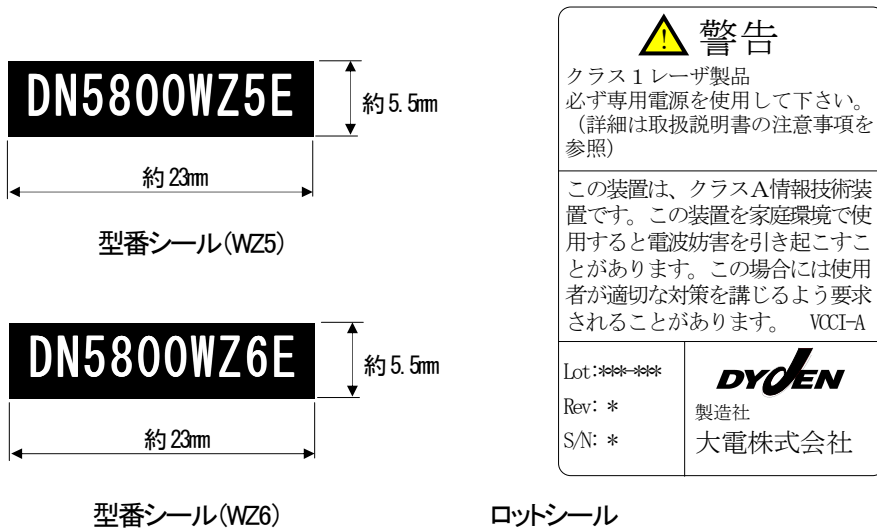 DN5800WZ5E
約5.5mm
約23mm
型番シール(WZ5)
DN5800WZ6E
約5.5mm
約23mm
型番シール(WZ6)
警告
クラス1レーザ製品
必ず専用電源を使用して下さい。
(詳細は取扱説明書の注意事項を
参照)
この装置は、クラスA情報技術装
置です。この装置を家庭環境で使
用すると電波妨害を引き起こすこ
とがあります。この場合には使用
者が適切な対策を講じるよう要求
されることがあります。 VCCI-A
Lot:***-***
Rev: *
S/N: *
DYDEN
製造社
大電株式会社
ロットシール